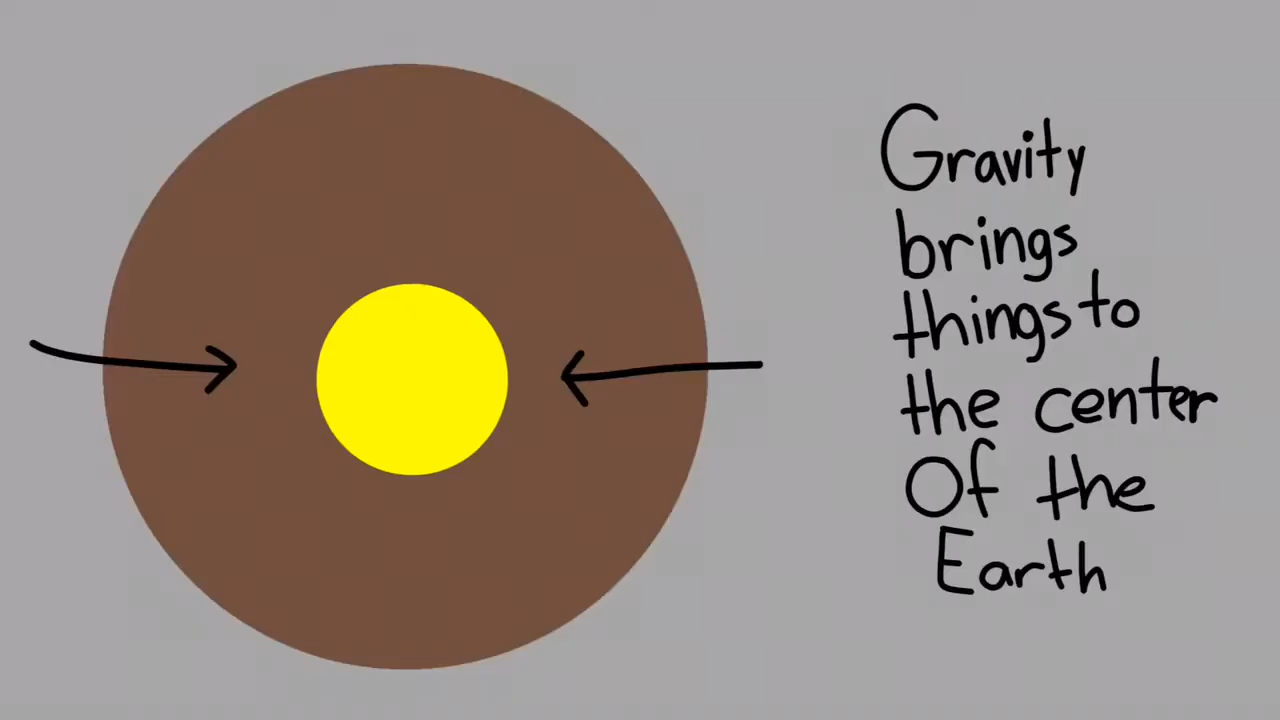 Gravity
brings
things to
the center
Of the
Earth